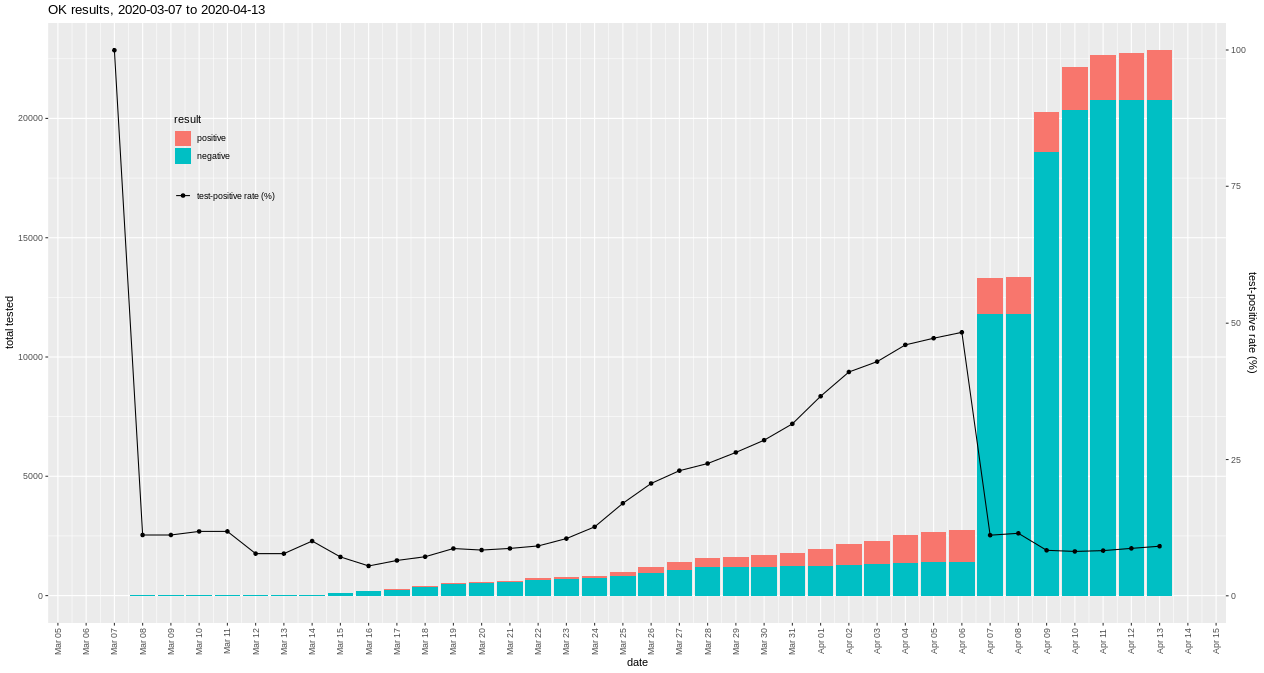 OK results, 2020-03-07 to 2020-04-13
total tested
20000
15000
10000
5000
0
result
positive
negative
test-positive rate (%)
100
75
50
25
0
test-positive rate (%)
Mar 05
Mar 06
Mar 07
Mar 08
Mar 09
Mar 10
Mar 11
Mar 12
Mar 13
Mar 14
Mar 15
Mar 16
Mar 17
Mar 18
Mar 19
Mar 20
Mar 21
Mar 22
Mar 23
Mar 24
Mar 25
Mar 26
Mar 27
Mar 28
Mar 29
Mar 30
Mar 31
Apr 01
Apr 02
Apr 03
Apr 04
Apr 05
Apr 06
Apr 07
Apr 08
Apr 09
Apr 10
Apr 11
Apr 12
Apr 13
Apr 14
Apr 15
date